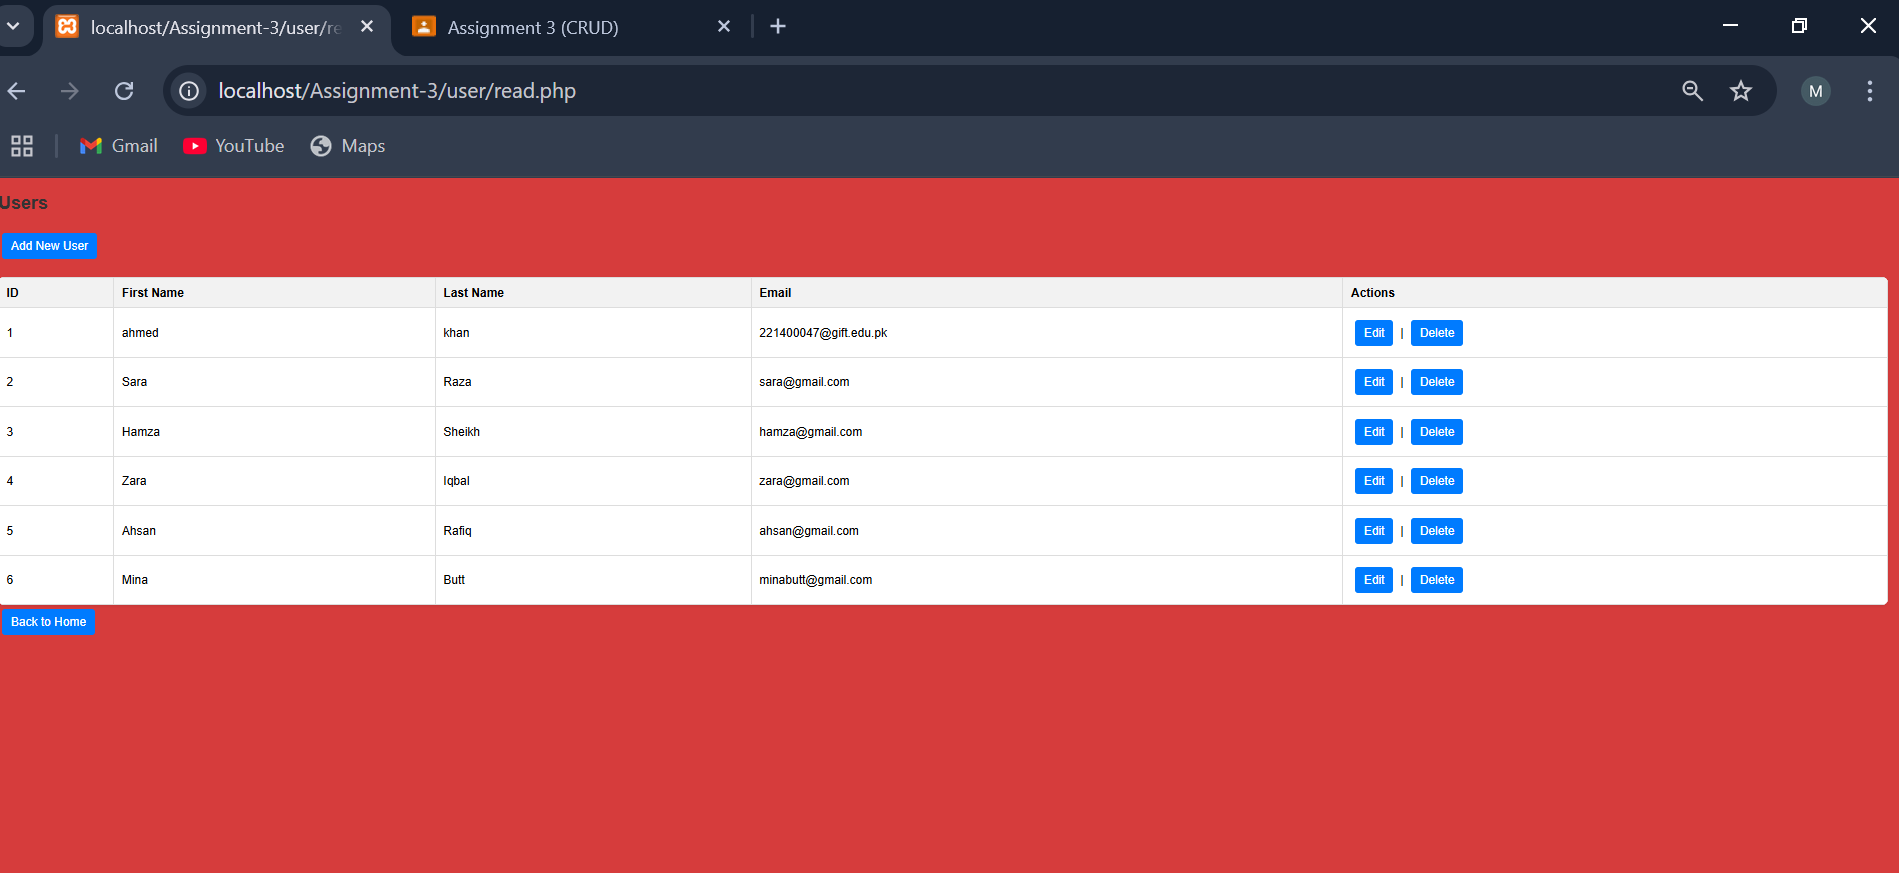 localhost/Assignment-3/user/re
Assignment 3 (CRUD)
localhost/Assignment-3/user/read.php
M
Gmail
YouTube
Maps
Users
Add New User
ID First Name Last Name Email Actions
1 ahmed khan 221400047@gift.edu.pk Edit | Delete
2 Sara Raza sara@gmail.com Edit | Delete
3 Hamza Sheikh hamza@gmail.com Edit | Delete
4 Zara Iqbal zara@gmail.com Edit | Delete
5 Ahsan Rafiq ahsan@gmail.com Edit | Delete
6 Mina Butt minabutt@gmail.com Edit | Delete
Back to Home